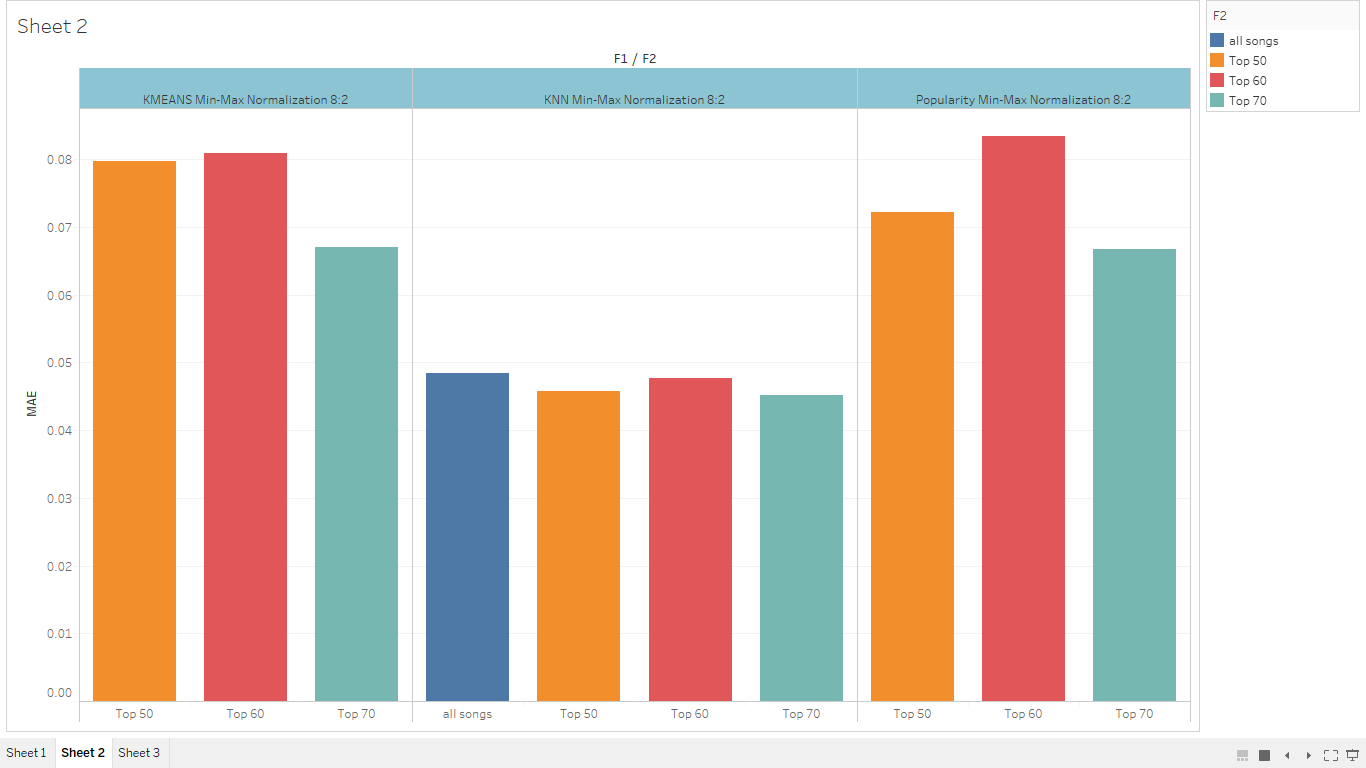 Sheet 2
F1 / F2
KMEANS Min-Max Normalization 8:2
KNN Min-Max Normalization 8:2
Popularity Min-Max Normalization 8:2
0.08
0.07
0.06
0.05
0.04
0.03
0.02
0.01
0.00
MAE
Top 50
Top 60
Top 70
all songs
Top 50
Top 60
Top 70
Top 50
Top 60
Top 70
F2
all songs
Top 50
Top 60
Top 70
Sheet 1
Sheet 2
Sheet 3